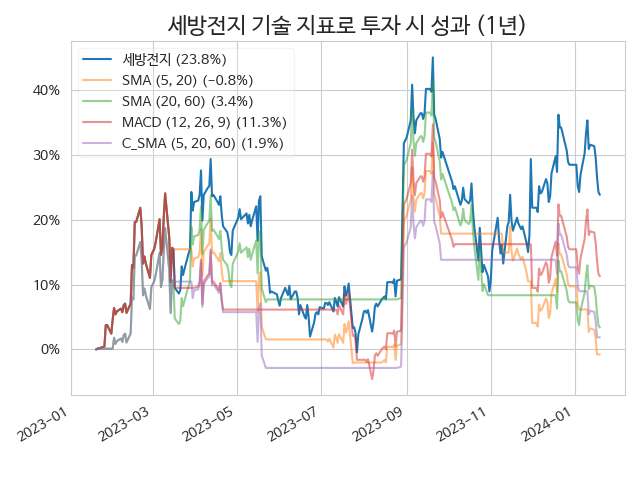 세방전지 기술 지표로 투자 시 성과 (1년)
세방전지 (23.8%)
SMA (5, 20) (−0.8%)
SMA (20, 60) (3.4%)
MACD (12, 26, 9) (11.3%)
C_SMA (5, 20, 60) (1.9%)
40%
30%
20%
10%
0%
2023-01
2023-03
2023-05
2023-07
2023-09
2023-11
2024-01